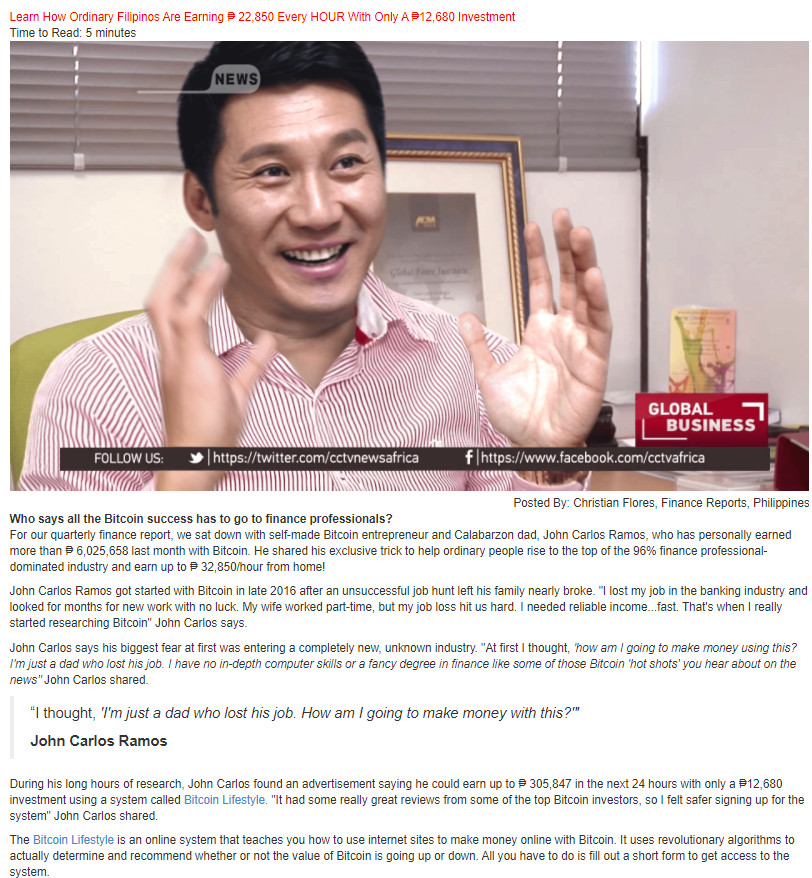 Learn How Ordinary Filipinos Are Earning ₱ 22,850 Every HOUR With Only A ₱12,680 Investment
Time to Read: 5 minutes
NEWS
ACM
GLOBAL
BUSINESS
FOLLOW US: https://twitter.com/cctvnewsafrica https://www.facebook.com/cctvafrica
Posted By: Christian Flores, Finance Reports, Philippines
Who says all the Bitcoin success has to go to finance professionals?
For our quarterly finance report, we sat down with self-made Bitcoin entrepreneur and Calabarzon dad, John Carlos Ramos, who has personally earned
more than ₱ 6,025,658 last month with Bitcoin. He shared his exclusive trick to help ordinary people rise to the top of the 96% finance professional-
dominated industry and earn up to ₱ 32,850/hour from home!
John Carlos Ramos got started with Bitcoin in late 2016 after an unsuccessful job hunt left his family nearly broke. "I lost my job in the banking industry and
looked for months for new work with no luck. My wife worked part-time, but my job loss hit us hard. I needed reliable income...fast. That's when I really
started researching Bitcoin" John Carlos says.
John Carlos says his biggest fear at first was entering a completely new, unknown industry. "At first I thought, 'how am I going to make money using this?
I'm just a dad who lost his job. I have no in-depth computer skills or a fancy degree in finance like some of those Bitcoin 'hot shots' you hear about on the
news" John Carlos shared.
“I thought, 'I'm just a dad who lost his job. How am I going to make money with this?'"
John Carlos Ramos
During his long hours of research, John Carlos found an advertisement saying he could earn up to ₱ 305,847 in the next 24 hours with only a ₱12,680
investment using a system called Bitcoin Lifestyle. "It had some really great reviews from some of the top Bitcoin investors, so I felt safer signing up for the
system" John Carlos shared.
The Bitcoin Lifestyle is an online system that teaches you how to use internet sites to make money online with Bitcoin. It uses revolutionary algorithms to
actually determine and recommend whether or not the value of Bitcoin is going up or down. All you have to do is fill out a short form to get access to the
system.